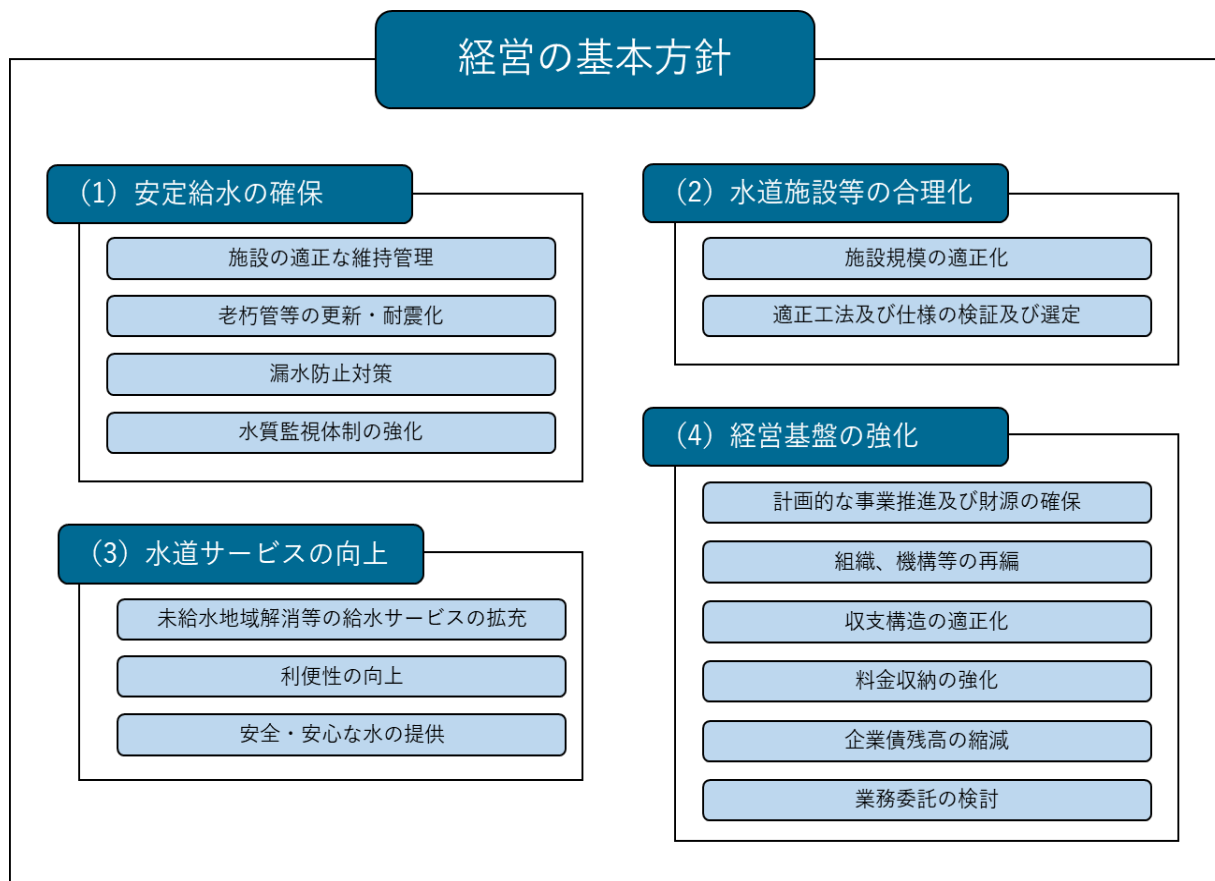 経営の基本方針
（1）安定給水の確保
施設の適正な維持管理
老朽管等の更新・耐震化
漏水防止対策
水質監視体制の強化
（2）水道施設等の合理化
施設規模の適正化
適正工法及び仕様の検証及び選定
（3）水道サービスの向上
未給水地域解消等の給水サービスの拡充
利便性の向上
安全・安心な水の提供
（4）経営基盤の強化
計画的な事業推進及び財源の確保
組織、機構等の再編
収支構造の適正化
料金収納の強化
企業債残高の縮減
業務委託の検討